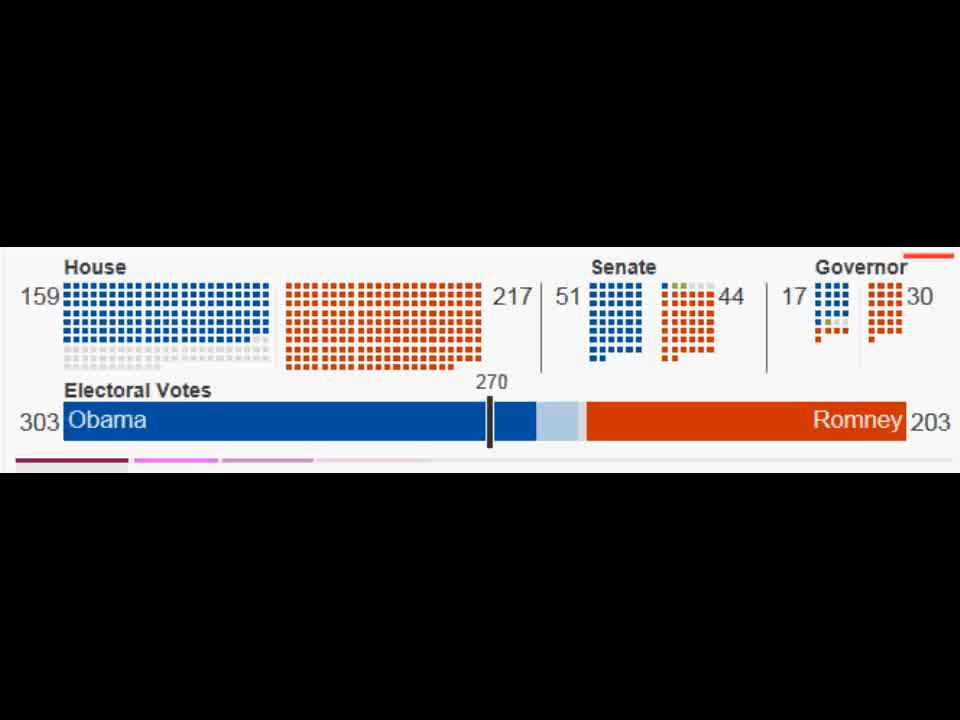 House Senate Governor
159 217 51 44 17 30
270
Electoral Votes
303 Obama Romney 203